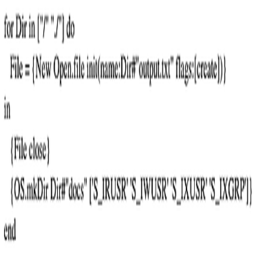 for Dir in ["/" "./"] do
File = {New Open.file init(name:Dir#"output.txt" flags:[create])}
in
{File close}
{OS.mkDir Dir#"docs" ['S_IRUSR' 'S_IWUSR' 'S_IXUSR' 'S_IXGRP']}
end